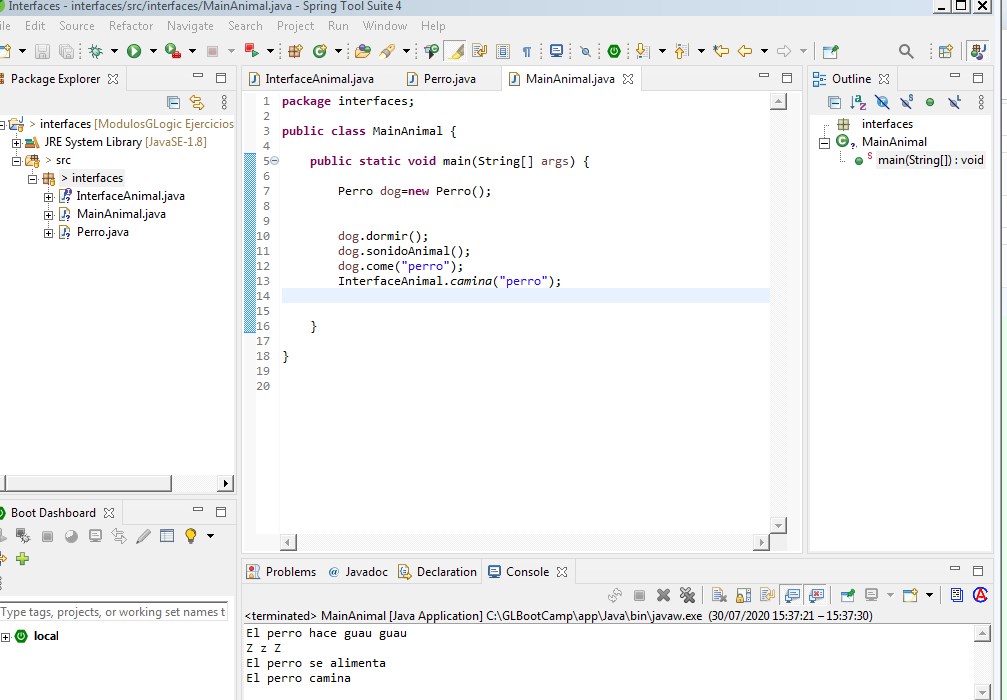 Interfaces - interfaces/src/interfaces/MainAnimal.java - Spring Tool Suite 4
Edit Source Refactor Navigate Search Project Run Window Help
Package Explorer
> interfaces [ModulosGLogic Ejercicios
JRE System Library [JavaSE-1.8]
> src
> interfaces
InterfaceAnimal.java
MainAnimal.java
Perro.java
InterfaceAnimal.java Perro.java MainAnimal.java
1 package interfaces;
2
3 public class MainAnimal {
4
5 public static void main(String[] args) {
6
7 Perro dog=new Perro();
8
9
10 dog.dormir();
11 dog.sonidoAnimal();
12 dog.come("perro");
13 InterfaceAnimal.camina("perro");
14
15
16 }
17
18 }
19
20
Outline
interfaces
MainAnimal
main(String[]) : void
Boot Dashboard
Type tags, projects, or working set names t
local
Problems @ Javadoc Declaration Console
<terminated> MainAnimal [Java Application] C:\GLBootCamp\app\Java\bin\javaw.exe (30/07/2020 15:37:21 – 15:37:30)
El perro hace guau guau
Z z Z
El perro se alimenta
El perro camina